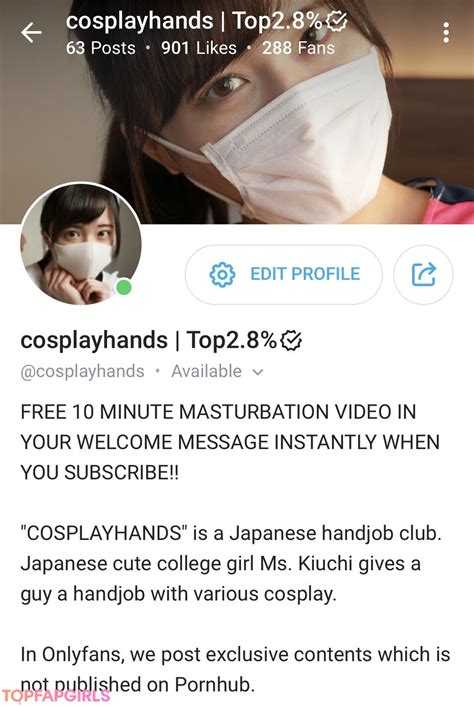 cosplayhands | Top2.8%
63 Posts • 901 Likes • 288 Fans
EDIT PROFILE
cosplayhands | Top2.8%
@cosplayhands • Available
FREE 10 MINUTE MASTURBATION VIDEO IN
YOUR WELCOME MESSAGE INSTANTLY WHEN
YOU SUBSCRIBE!!
"COSPLAYHANDS" is a Japanese handjob club.
Japanese cute college girl Ms. Kiuchi gives a
guy a handjob with various cosplay.
In Onlyfans, we post exclusive contents which is
not published on Pornhub.
TOPFAPGIRLS